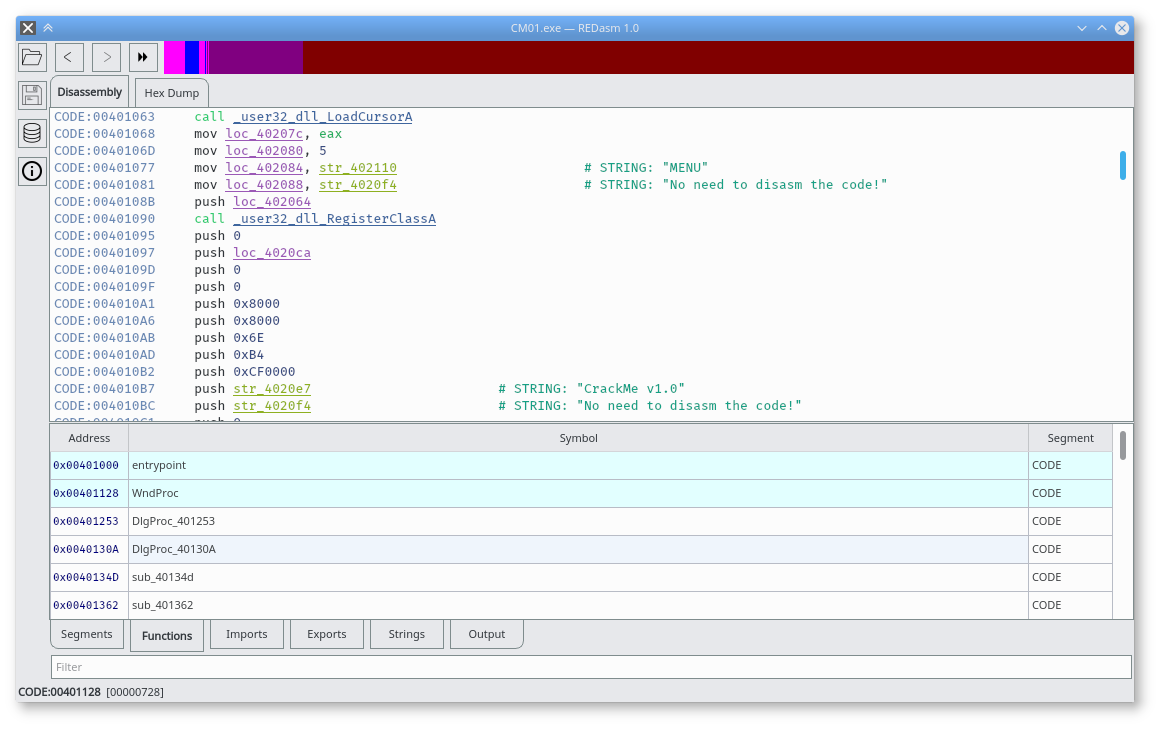 CM01.exe — REDasm 1.0
Disassembly Hex Dump
CODE:00401063 call _user32_dll_LoadCursorA
CODE:00401068 mov loc_40207c, eax
CODE:0040106D mov loc_402080, 5
CODE:00401077 mov loc_402084, str_402110 # STRING: "MENU"
CODE:00401081 mov loc_402088, str_4020f4 # STRING: "No need to disasm the code!"
CODE:0040108B push loc_402064
CODE:00401090 call _user32_dll_RegisterClassA
CODE:00401095 push 0
CODE:00401097 push loc_4020ca
CODE:0040109D push 0
CODE:0040109F push 0
CODE:004010A1 push 0x8000
CODE:004010A6 push 0x8000
CODE:004010AB push 0x6E
CODE:004010AD push 0xB4
CODE:004010B2 push 0xCF0000
CODE:004010B7 push str_4020e7 # STRING: "CrackMe v1.0"
CODE:004010BC push str_4020f4 # STRING: "No need to disasm the code!"
Address Symbol Segment
0x00401000 entrypoint CODE
0x00401128 WndProc CODE
0x00401253 DlgProc_401253 CODE
0x0040130A DlgProc_40130A CODE
0x0040134D sub_40134d CODE
0x00401362 sub_401362 CODE
Segments Functions Imports Exports Strings Output
Filter
CODE:00401128 [00000728]